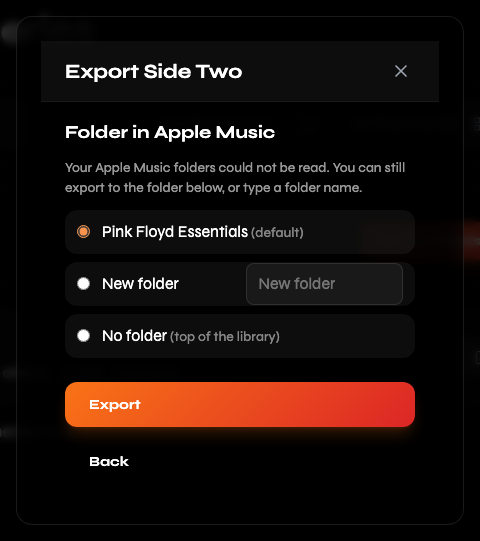 Export Side Two
Folder in Apple Music
Your Apple Music folders could not be read. You can still
export to the folder below, or type a folder name.
Pink Floyd Essentials (default)
New folder New folder
No folder (top of the library)
Export
Back